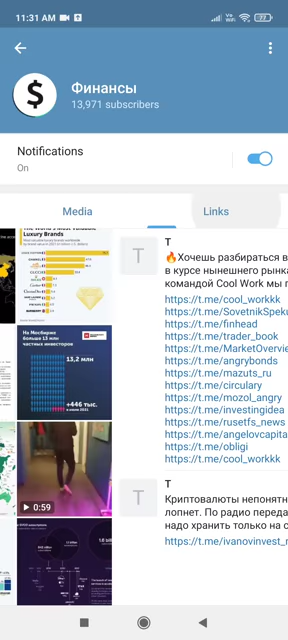 11:31 AM
Vo WiFi
77
Финансы
13,971 subscribers
Notifications
On
Media
Links
Luxury Brands
На Мосбирже
больше 13 млн
частных инвесторов
13,2 млн
+446 тыс.
0:59
T
T
🔥Хочешь разбираться в
в курсе нынешнего рынка
командой Cool Work мы п
https://t.me/cool_workkk
https://t.me/SovetnikSpeku
https://t.me/finhead
https://t.me/trader_book
https://t.me/MarketOvervie
https://t.me/angrybonds
https://t.me/mazuts_ru
https://t.me/circulary
https://t.me/mozol_angry
https://t.me/investingidea
https://t.me/rusetfs_news
https://t.me/angelovcapita
https://t.me/obligi
https://t.me/cool_workkk
T
T
Криптовалюты непонятн
лопнет. По радио переда
надо хранить только на с
https://t.me/ivanovinvest_r